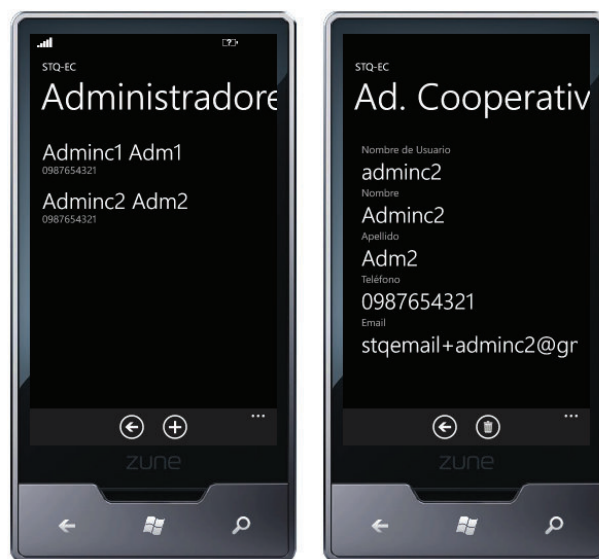 STQ-EC
Administradore
Adminc1 Adm1
0987654321
Adminc2 Adm2
0987654321
zune
STQ-EC
Ad. Cooperativ
Nombre de Usuario
adminc2
Nombre
Adminc2
Apellido
Adm2
Teléfono
0987654321
Email
stqemail+adminc2@gr
zune